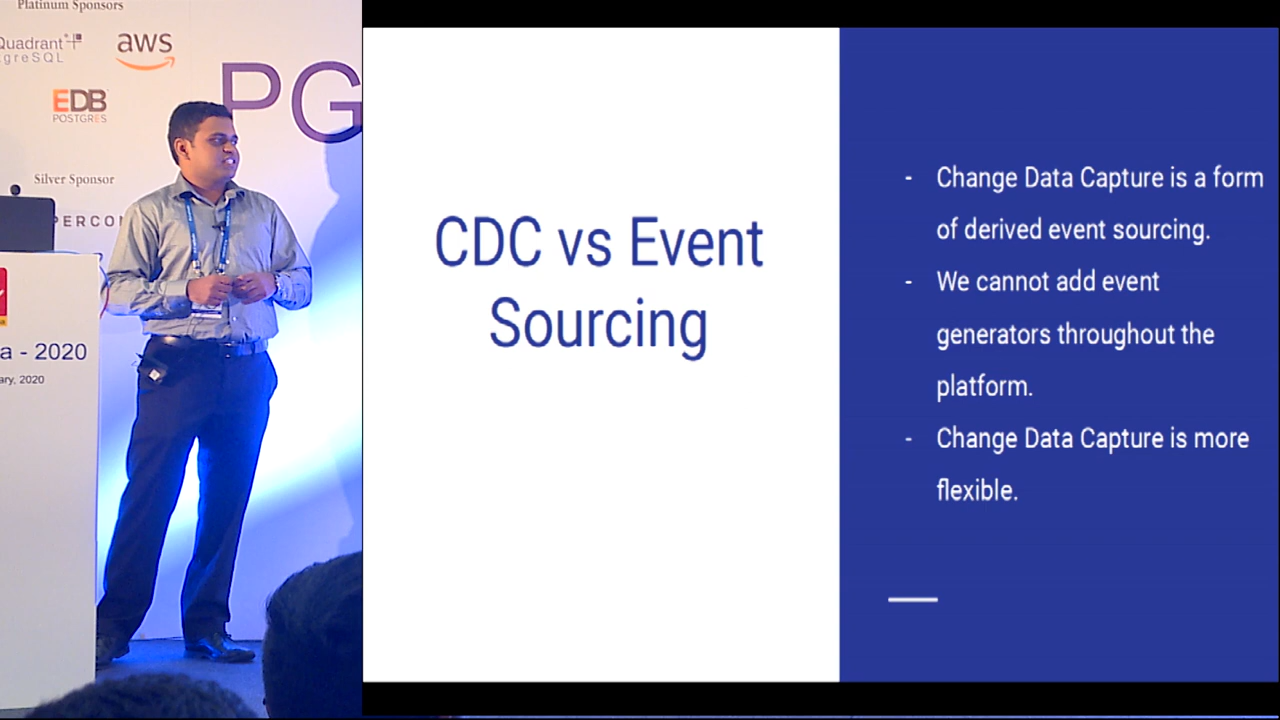 Platinum Sponsors
Quadrant
greSQL
aws
EDB
POSTGRES
PG
Silver Sponsor
PERCON
a - 2020
ary, 2020
CDC vs Event
Sourcing
- Change Data Capture is a form
of derived event sourcing.
- We cannot add event
generators throughout the
platform.
- Change Data Capture is more
flexible.